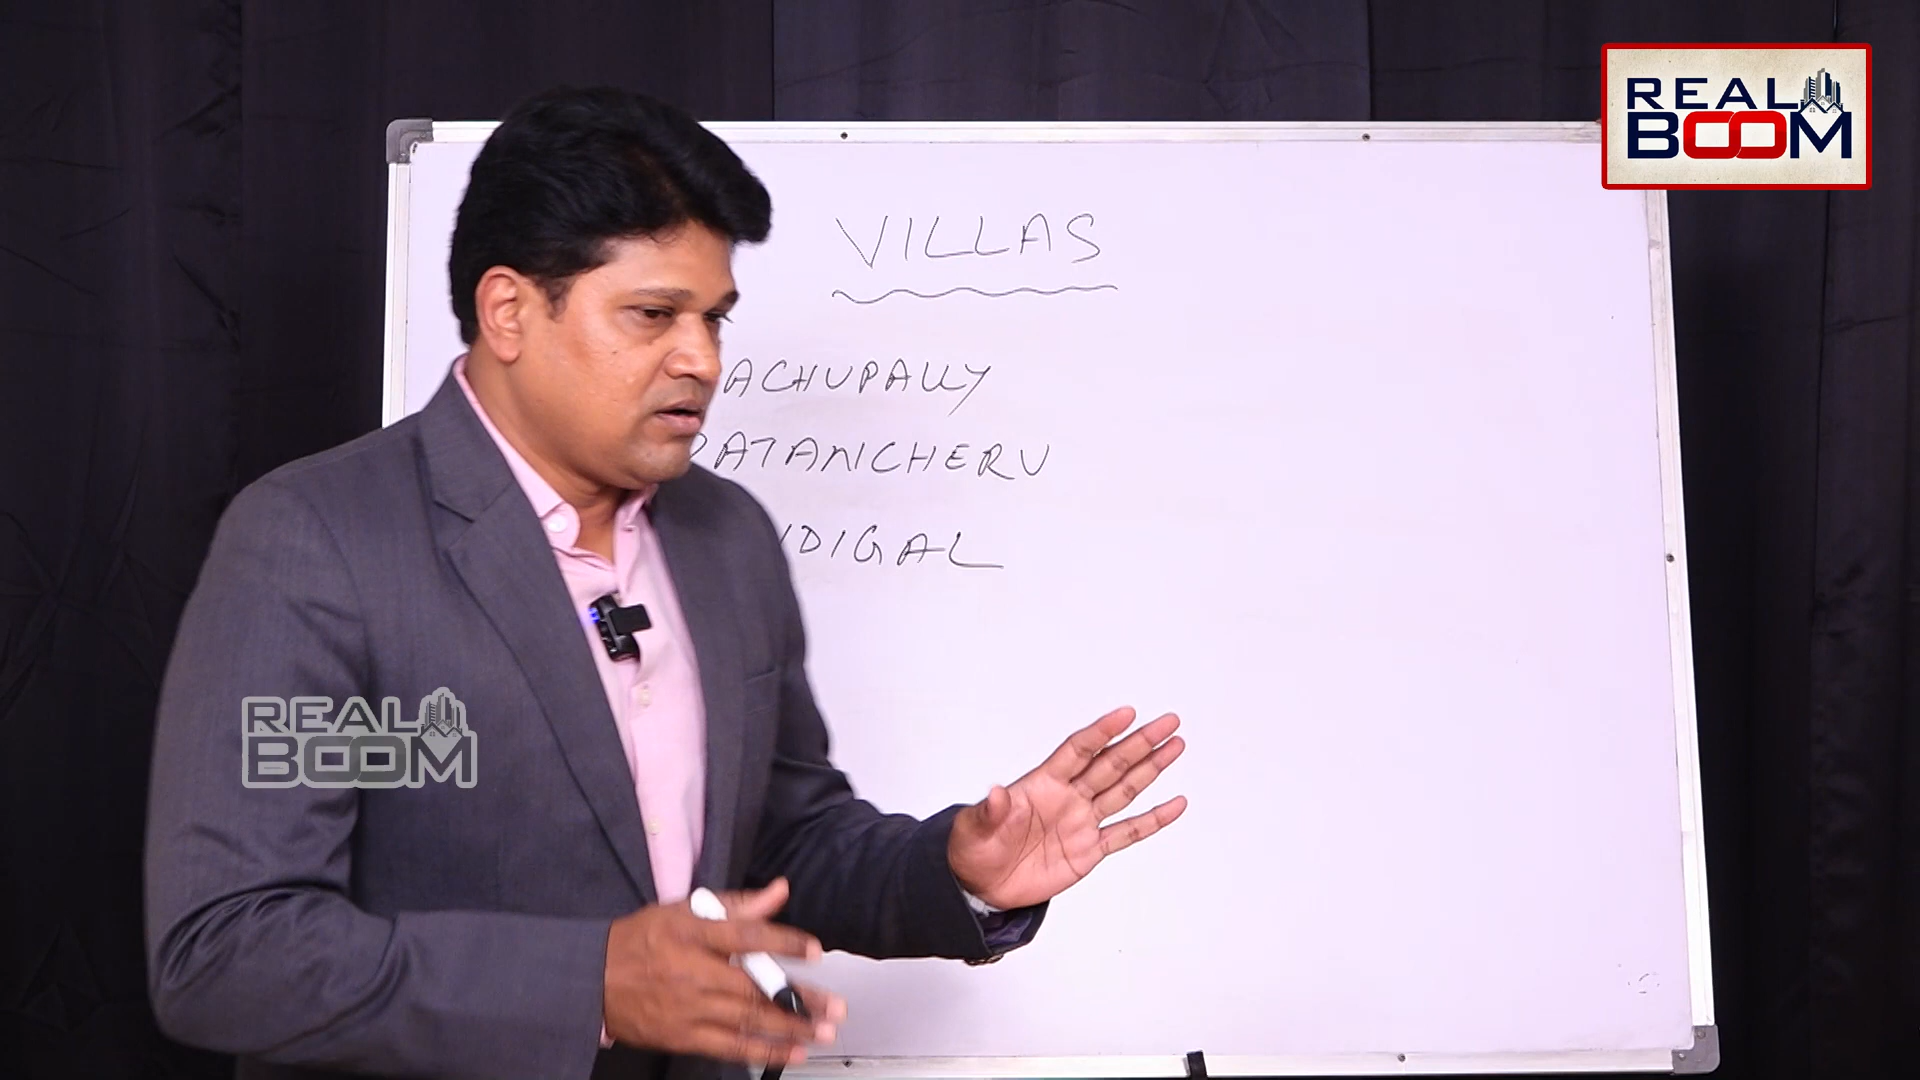 REAL
BOOM
VILLAS
ACHUPALLY
PATANCHERU
DIGAL
REAL
BOOM